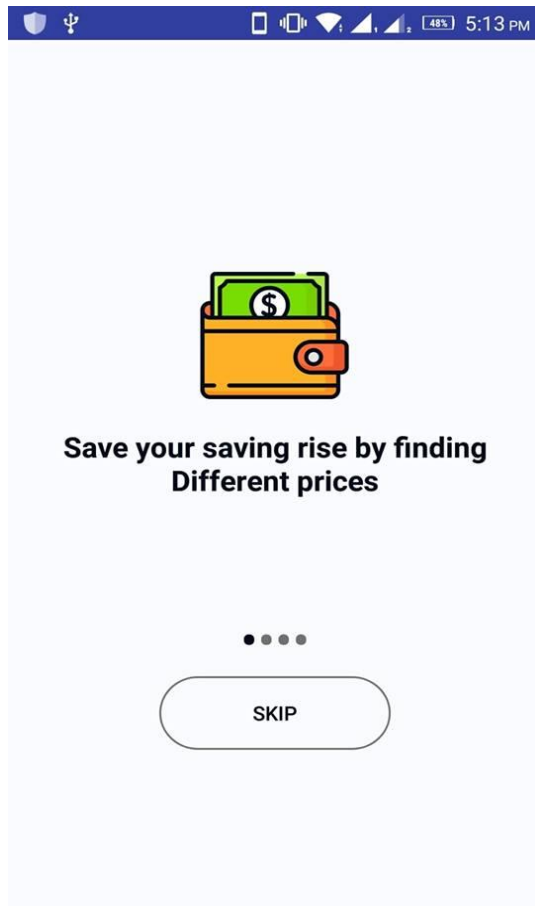 48% 5:13 PM
$
Save your saving rise by finding
Different prices
SKIP